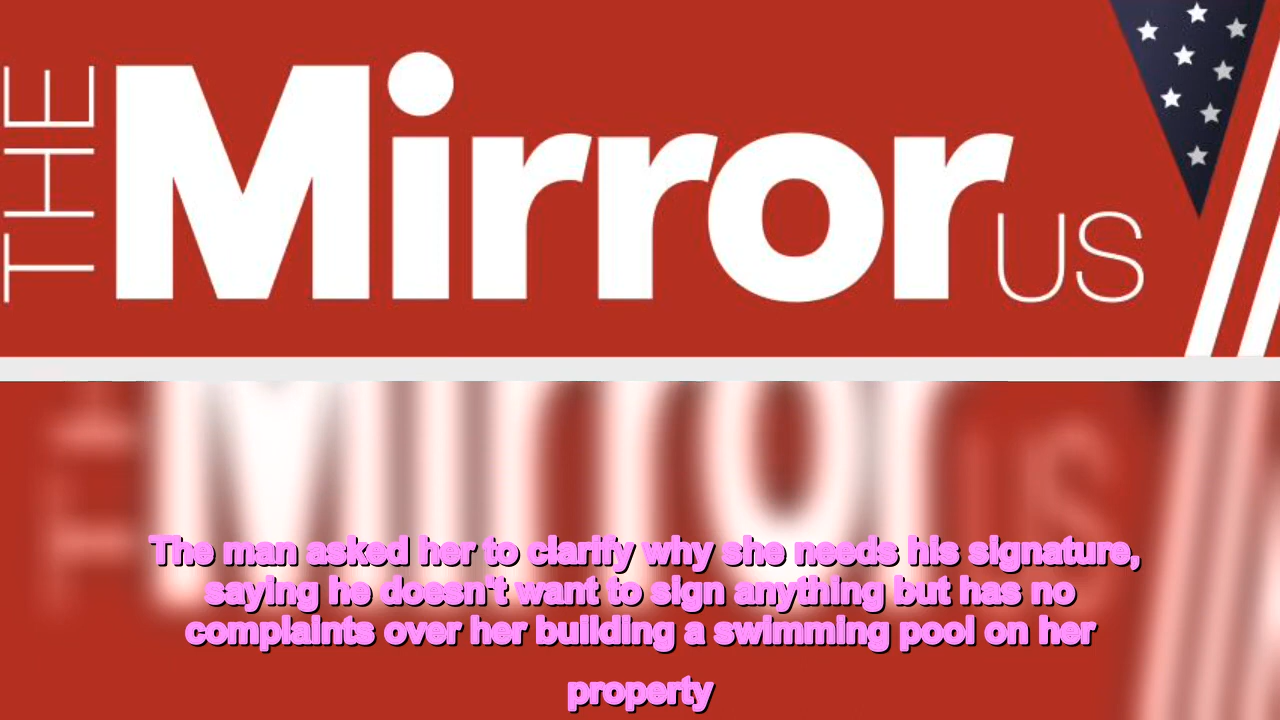 THE Mirror US
The man asked her to clarify why she needs his signature,
saying he doesn't want to sign anything but has no
complaints over her building a swimming pool on her
property